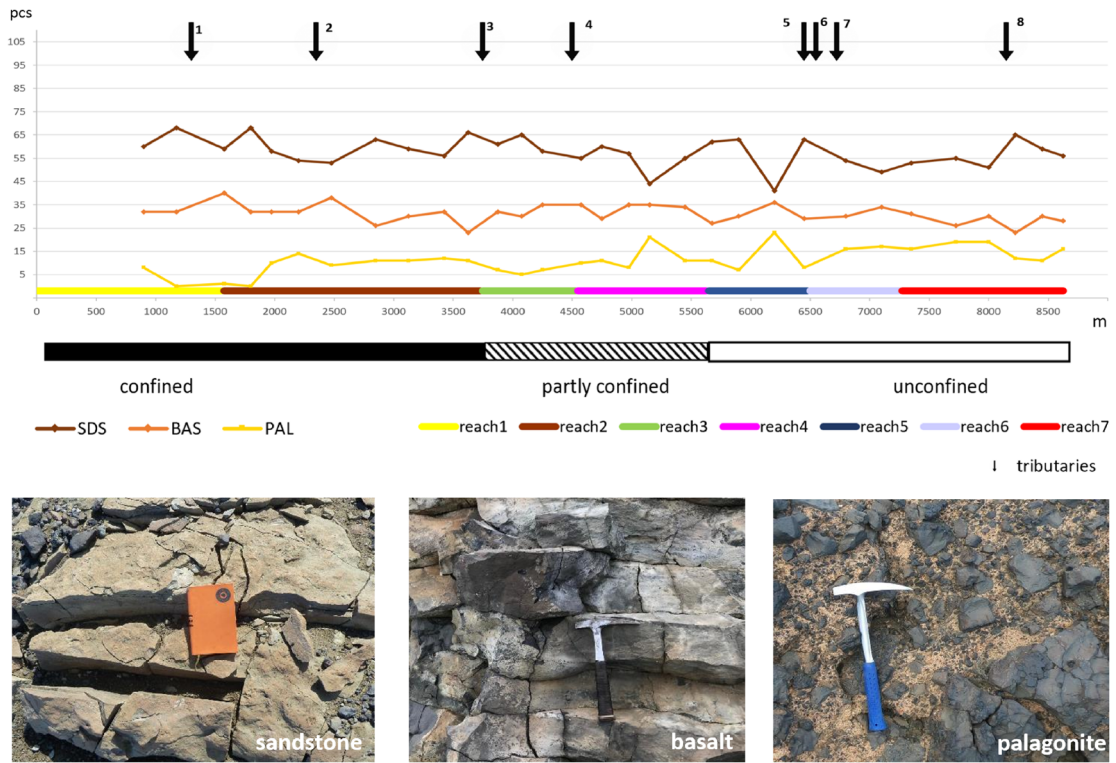 pcs
1 2 3 4 5 6 7 8
105
95
85
75
65
55
45
35
25
15
5
0 500 1000 1500 2000 2500 3000 3500 4000 4500 5000 5500 6000 6500 7000 7500 8000 8500
m
confined partly confined unconfined
SDS BAS PAL reach1 reach2 reach3 reach4 reach5 reach6 reach7
tributaries
sandstone basalt palagonite